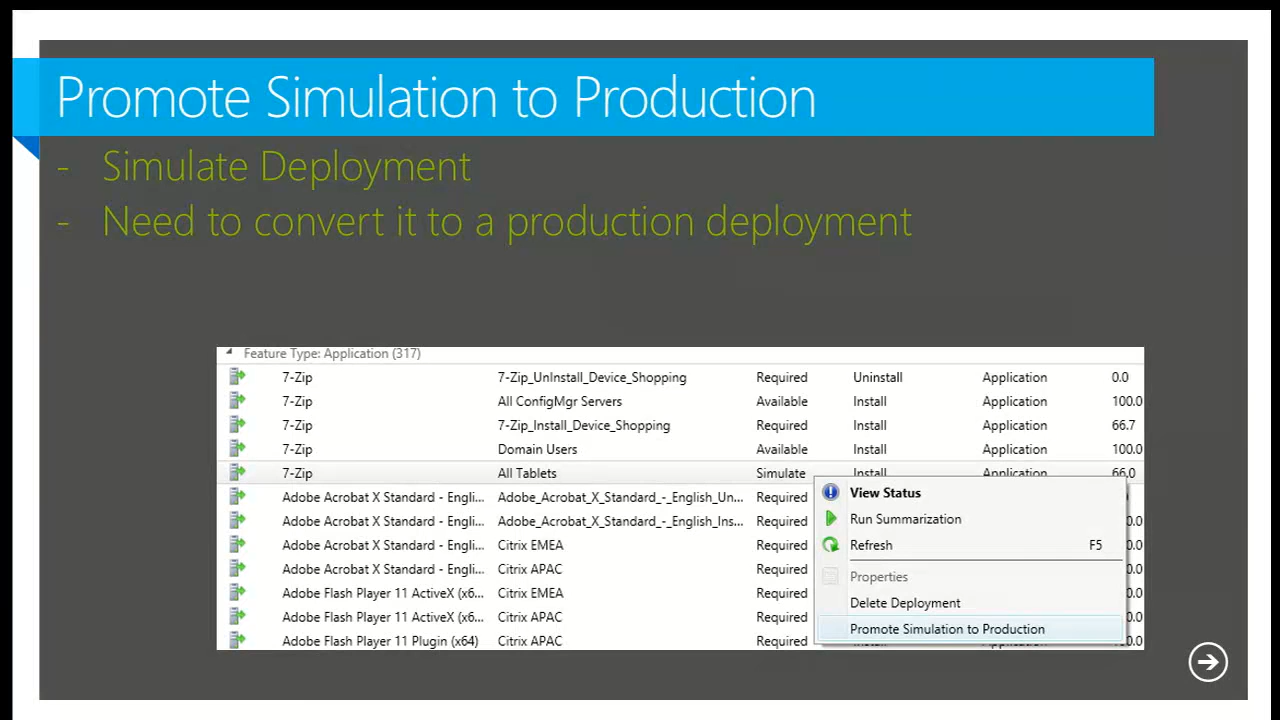 Promote Simulation to Production
- Simulate Deployment
- Need to convert it to a production deployment
Feature Type: Application (317)
7-Zip 7-Zip_UnInstall_Device_Shopping Required Uninstall Application 0.0
7-Zip All ConfigMgr Servers Available Install Application 100.0
7-Zip 7-Zip_Install_Device_Shopping Required Install Application 66.7
7-Zip Domain Users Available Install Application 100.0
7-Zip All Tablets Simulate Install Application 66.0
Adobe Acrobat X Standard - Engli... Adobe_Acrobat_X_Standard_-_English_Un... Required
View Status
Adobe Acrobat X Standard - Engli... Adobe_Acrobat_X_Standard_-_English_Ins... Required
Run Summarization
Adobe Acrobat X Standard - Engli... Citrix EMEA Required
Refresh F5
Adobe Acrobat X Standard - Engli... Citrix APAC Required
Properties
Adobe Flash Player 11 ActiveX (x6... Citrix EMEA Required
Delete Deployment
Adobe Flash Player 11 ActiveX (x6... Citrix APAC Required
Promote Simulation to Production
Adobe Flash Player 11 Plugin (x64) Citrix APAC Required